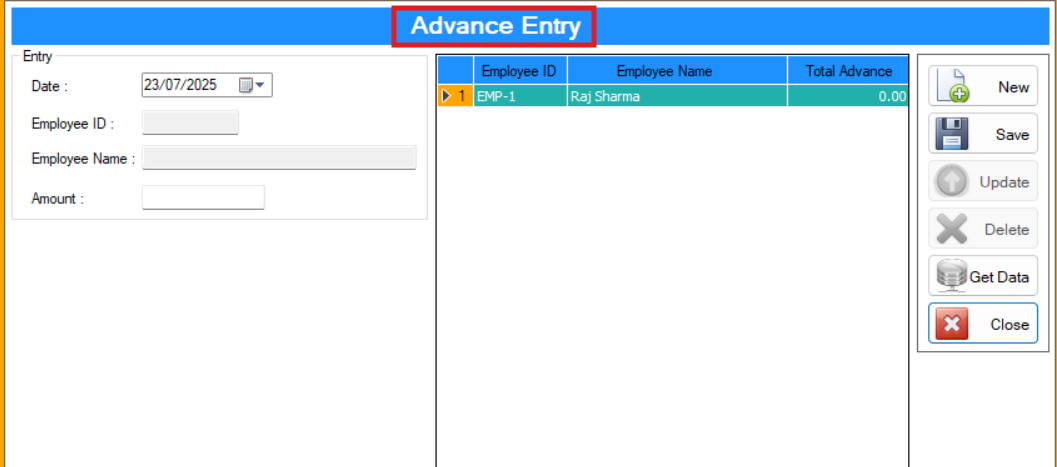 Advance Entry
Entry
Date :
23/07/2025
Employee ID :
Employee Name :
Amount :
Employee ID Employee Name Total Advance
1 EMP-1 Raj Sharma 0.00
New
Save
Update
Delete
Get Data
Close